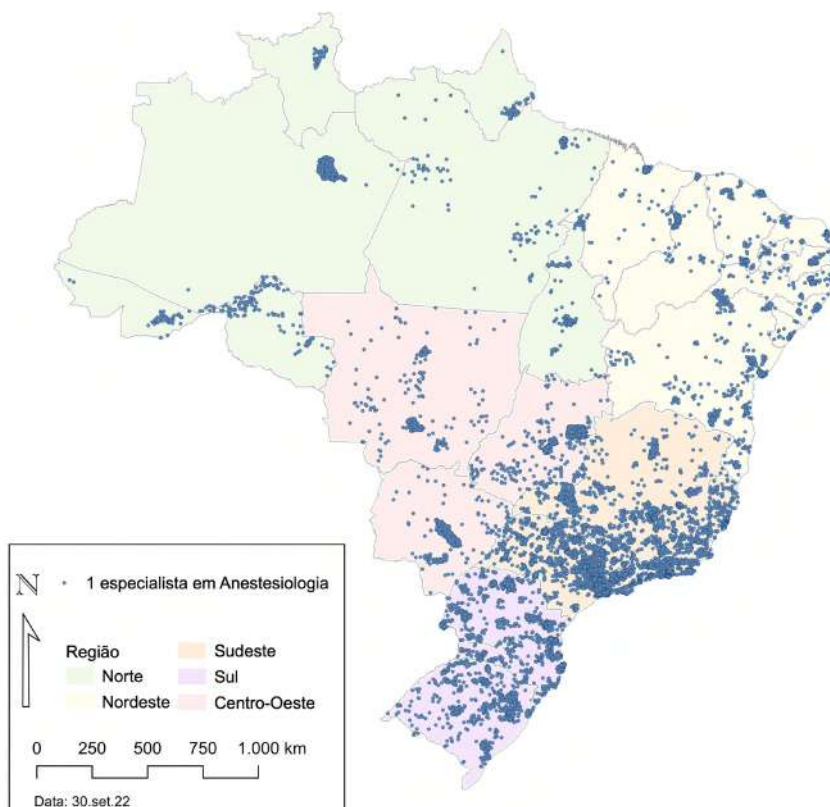 N
1 especialista em Anestesiologia
Região
Norte
Nordeste
Sudeste
Sul
Centro-Oeste
0 250 500 750 1.000 km
Data: 30.set.22